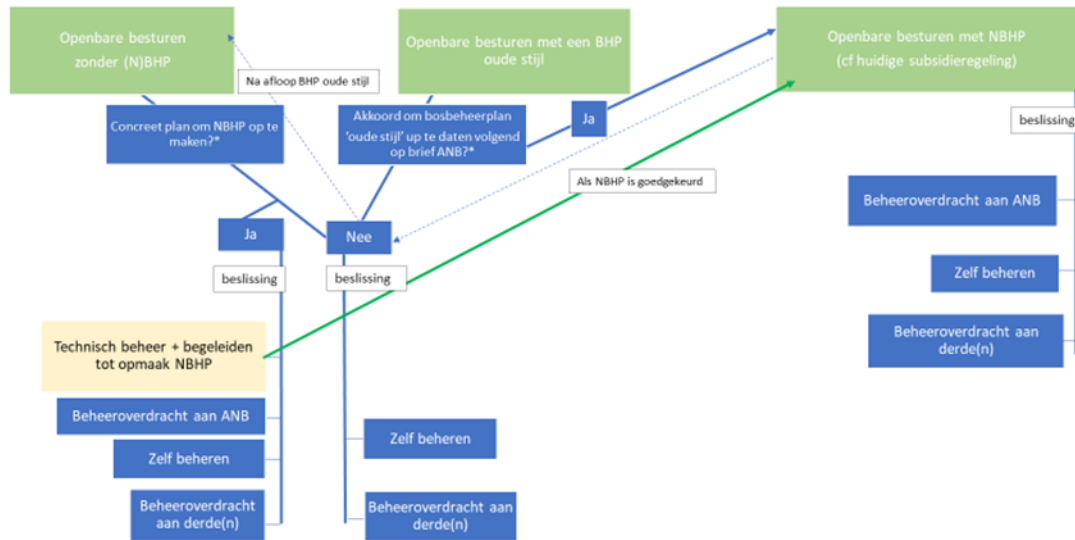 Openbare besturen
zonder (N)BHP
Openbare besturen met een BHP
oude stijl
Openbare besturen met NBHP
(cf huidige subsidieregeling)
Na afloop BHP oude stijl
Concreet plan om NBHP op te
maken?*
Akkoord om bosbeheerplan
'oude stijl' up te daten volgend
op brief ANB?*
Ja
beslissing
Als NBHP is goedgekeurd
Beheeroverdracht aan ANB
Ja
Nee
beslissing
beslissing
Zelf beheren
Technisch beheer + begeleiden
tot opmaak NBHP
Beheeroverdracht aan
derde(n)
Beheeroverdracht aan ANB
Zelf beheren
Zelf beheren
Beheeroverdracht
aan derde(n)
Beheeroverdracht aan
derde(n)